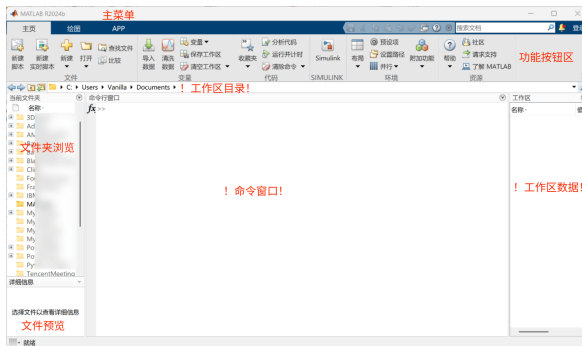 MATLAB R2024b 主菜单
主页 绘图 APP 搜索文档
新建脚本 新建实时脚本 新建 打开 查找文件 比较
文件
导入数据 清洗数据 变量 保存工作区 清空工作区
变量
收藏夹 分析代码 运行并计时 清除命令
代码
Simulink
SIMULINK
布局 预设项 设置路径 并行 附加功能
环境
帮助 社区 请求支持 了解 MATLAB
资源
功能按钮区
C: ▸ Users ▸ Vanilla ▸ Documents ▸ ！工作区目录！
当前文件夹
名称
文件夹浏览
TencentMeeting
详细信息
选择文件以查看详细信息
文件预览
命令行窗口
fx >>
！命令窗口！
工作区
名称
！工作区数据！
就绪